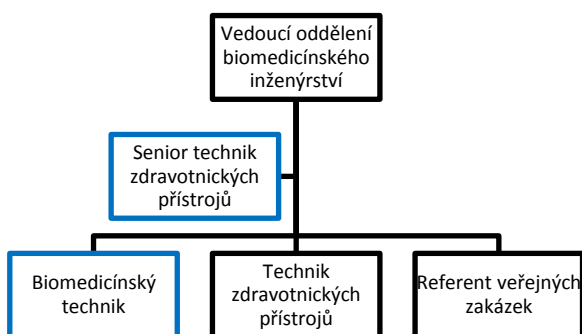 Vedoucí oddělení
biomedicínského
inženýrství
Senior technik
zdravotnických
přístrojů
Biomedicínský
technik
Technik
zdravotnických
přístrojů
Referent veřejných
zakázek